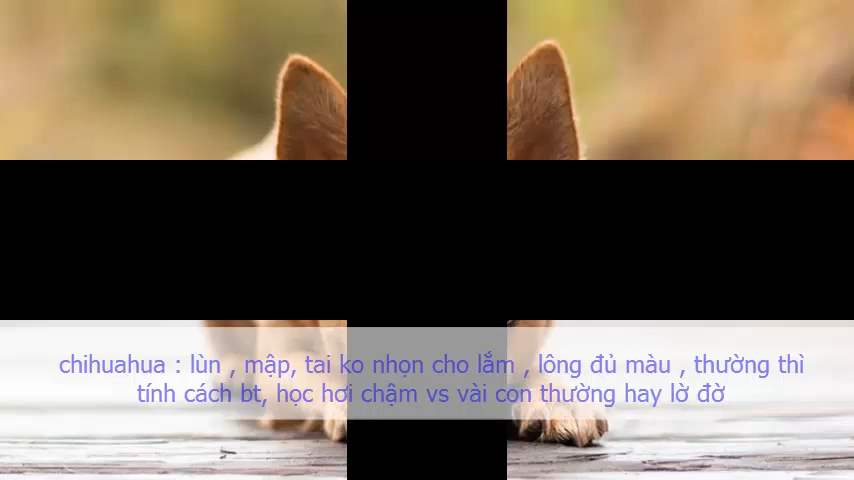 chihuahua : lùn , mập, tai ko nhọn cho lắm , lông đủ màu , thường thì
tính cách bt, học hơi chậm vs vài con thường hay lờ đờ